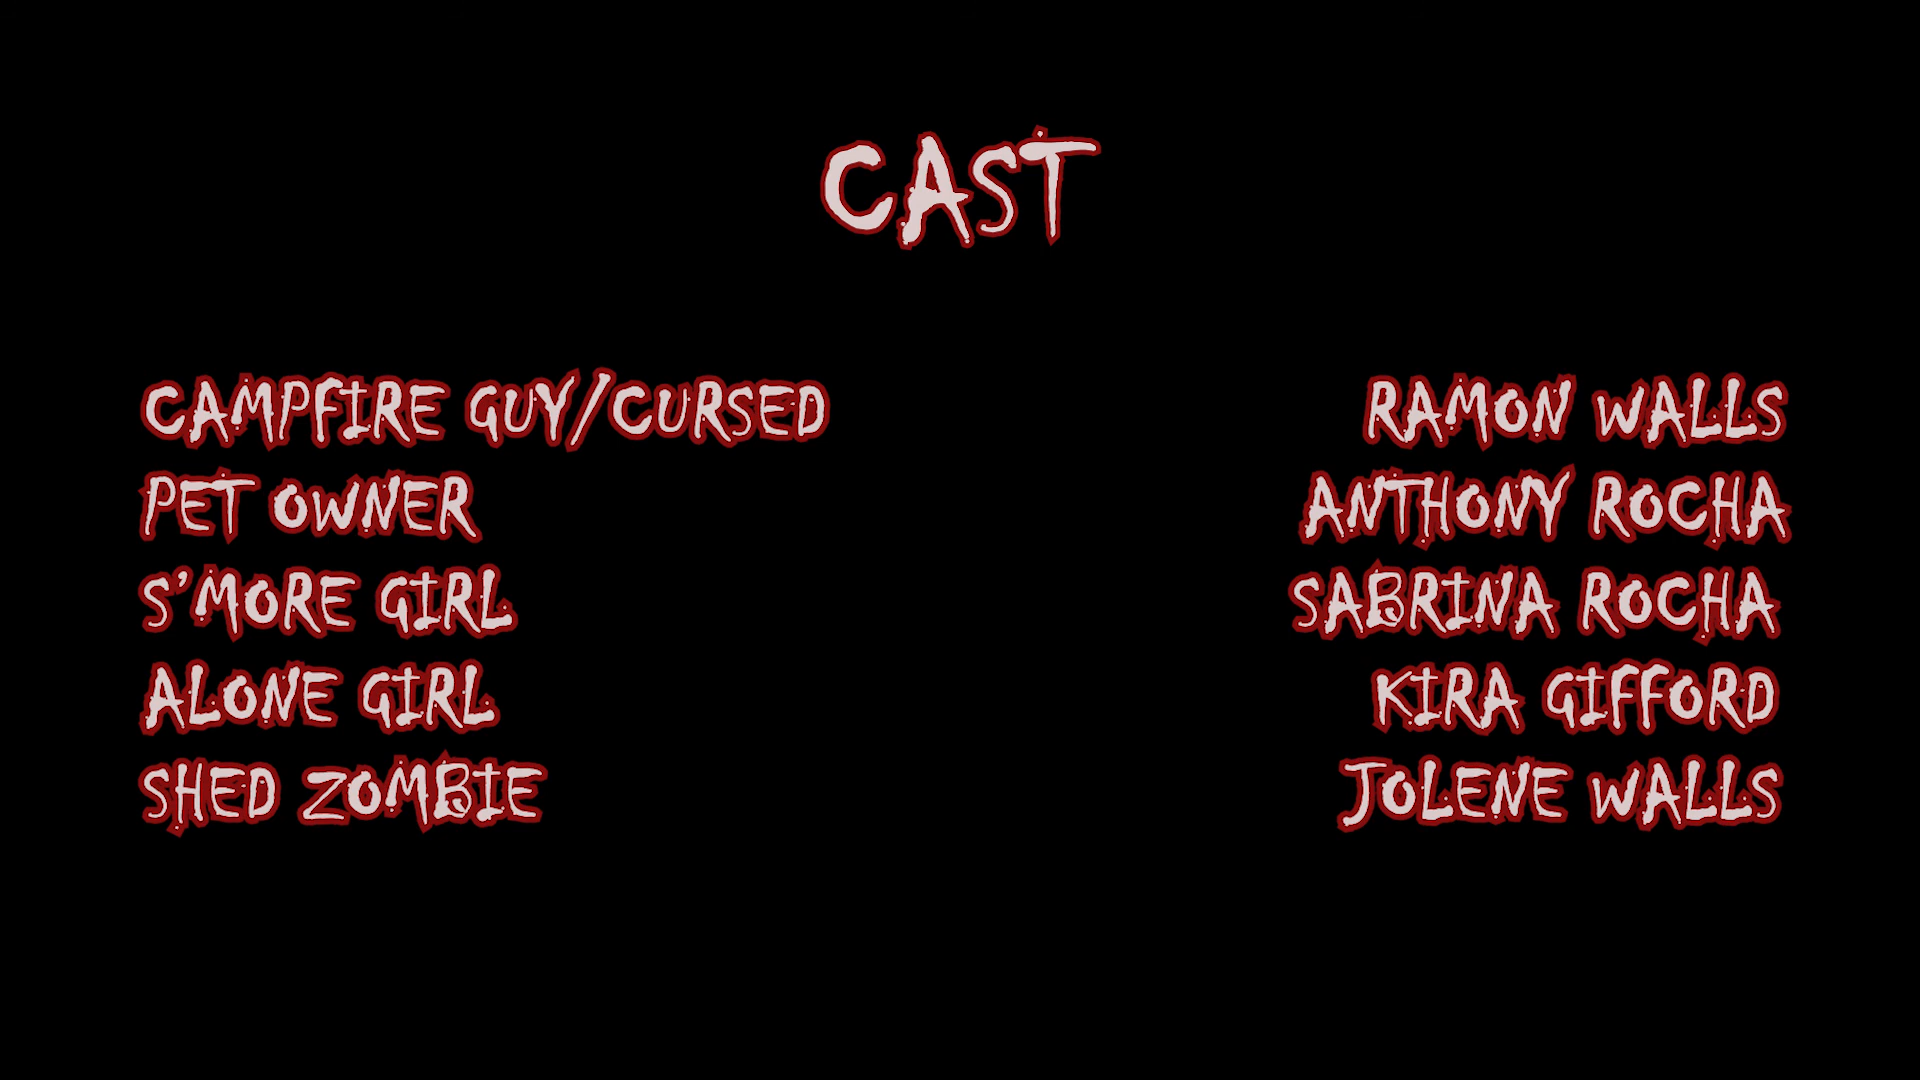 CAST
CAMPFIRE GUY/CURSED RAMON WALLS
PET OWNER ANTHONY ROCHA
S'MORE GIRL SABRINA ROCHA
ALONE GIRL KIRA GIFFORD
SHED ZOMBIE JOLENE WALLS